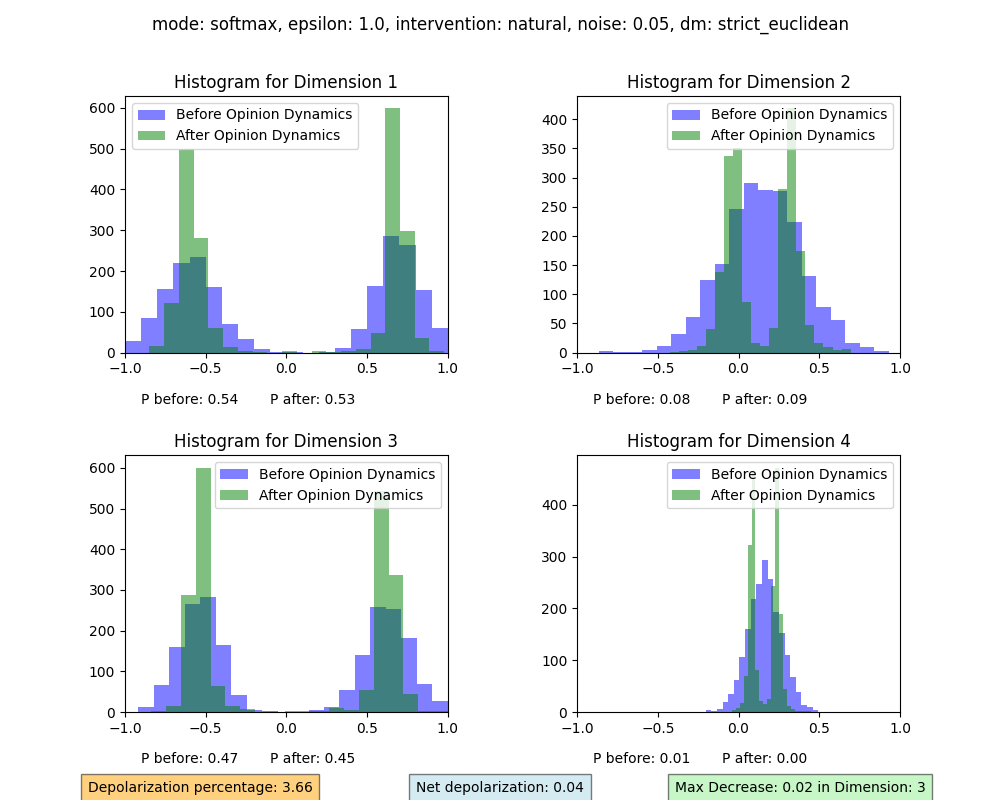 mode: softmax, epsilon: 1.0, intervention: natural, noise: 0.05, dm: strict_euclidean
Histogram for Dimension 1
Before Opinion Dynamics
After Opinion Dynamics
600
500
400
300
200
100
0
−1.0 −0.5 0.0 0.5 1.0
P before: 0.54 P after: 0.53
Histogram for Dimension 2
Before Opinion Dynamics
After Opinion Dynamics
400
350
300
250
200
150
100
50
0
−1.0 −0.5 0.0 0.5 1.0
P before: 0.08 P after: 0.09
Histogram for Dimension 3
Before Opinion Dynamics
After Opinion Dynamics
600
500
400
300
200
100
0
−1.0 −0.5 0.0 0.5 1.0
P before: 0.47 P after: 0.45
Histogram for Dimension 4
Before Opinion Dynamics
After Opinion Dynamics
400
300
200
100
0
−1.0 −0.5 0.0 0.5 1.0
P before: 0.01 P after: 0.00
Depolarization percentage: 3.66
Net depolarization: 0.04
Max Decrease: 0.02 in Dimension: 3